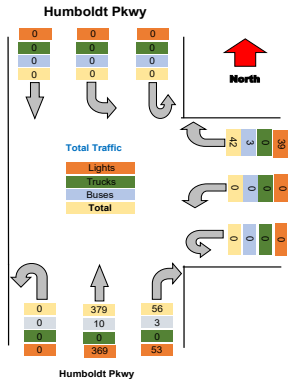 Humboldt Pkwy
0 0 0
0 0 0
0 0 0
0 0 0
North
42 3 0 39
Total Traffic
Lights
Trucks
Buses
Total
0 0 0 0
0 0 0 0
0 379 56
0 10 3
0 0 0
0 369 53
Humboldt Pkwy